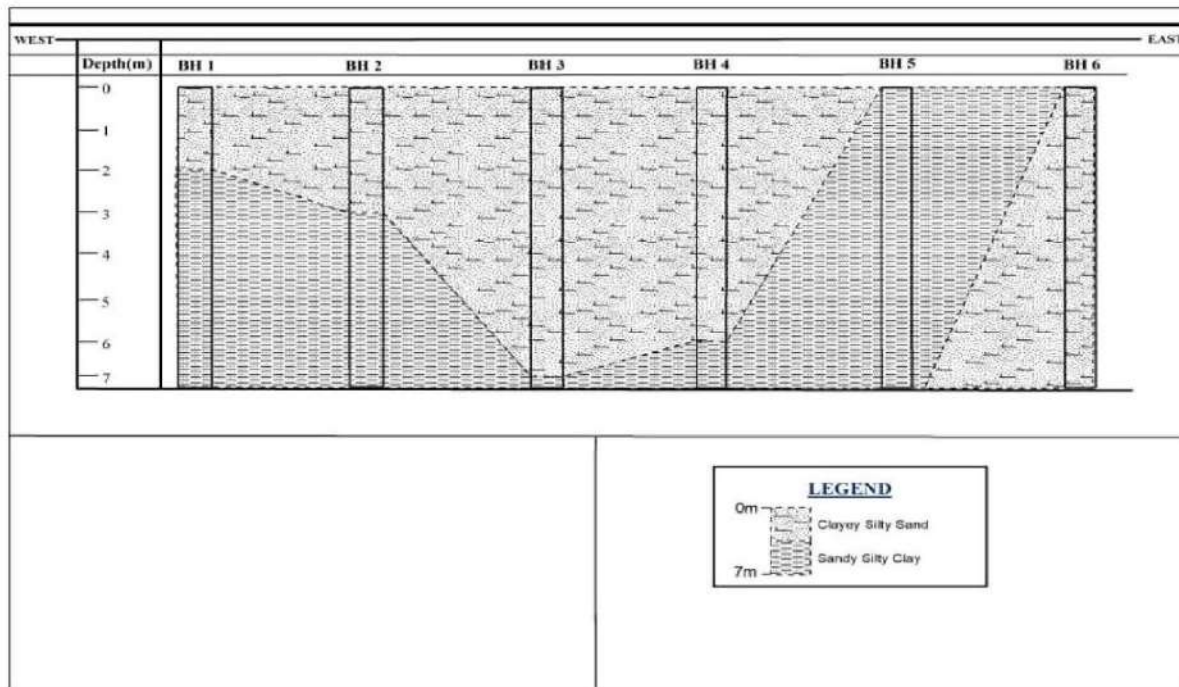 WEST EAST
Depth(m) BH 1 BH 2 BH 3 BH 4 BH 5 BH 6
0
1
2
3
4
5
6
7
LEGEND
0m
Clayey Silty Sand
Sandy Silty Clay
7m